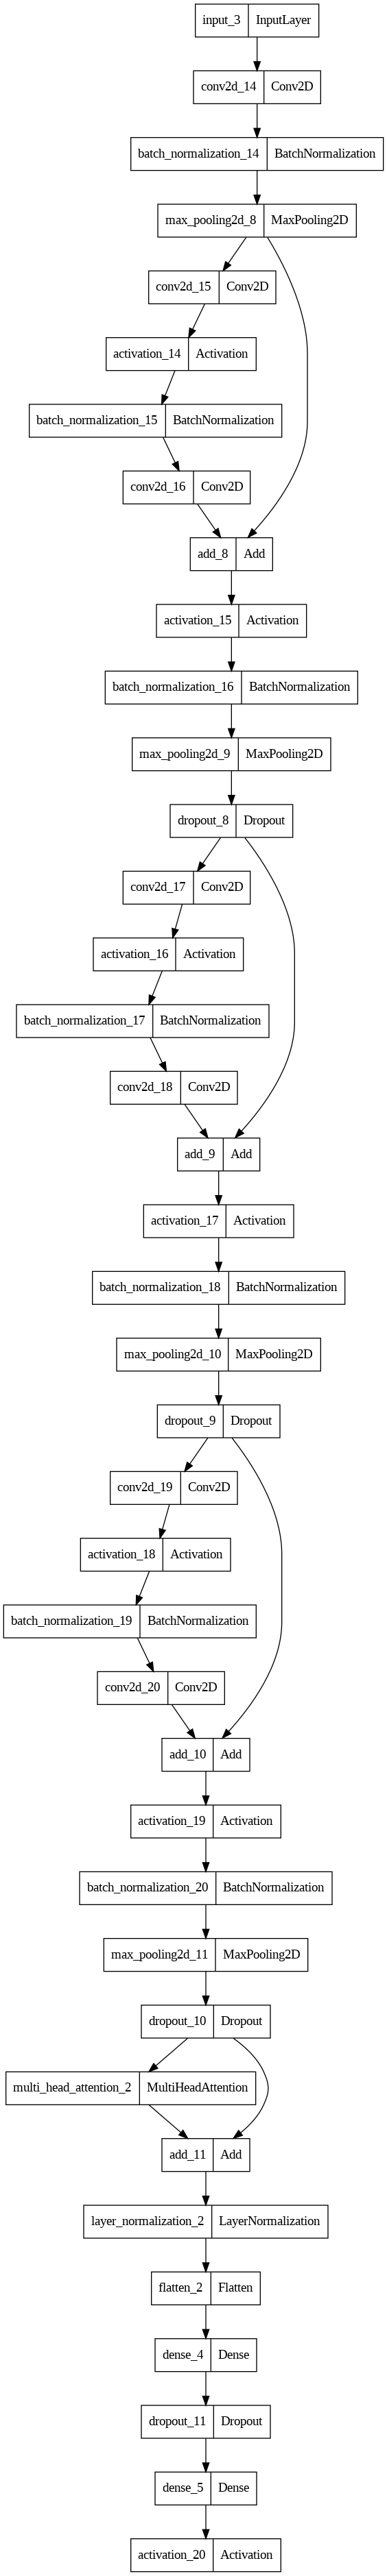 input_3 InputLayer
conv2d_14 Conv2D
batch_normalization_14 BatchNormalization
max_pooling2d_8 MaxPooling2D
conv2d_15 Conv2D
activation_14 Activation
batch_normalization_15 BatchNormalization
conv2d_16 Conv2D
add_8 Add
activation_15 Activation
batch_normalization_16 BatchNormalization
max_pooling2d_9 MaxPooling2D
dropout_8 Dropout
conv2d_17 Conv2D
activation_16 Activation
batch_normalization_17 BatchNormalization
conv2d_18 Conv2D
add_9 Add
activation_17 Activation
batch_normalization_18 BatchNormalization
max_pooling2d_10 MaxPooling2D
dropout_9 Dropout
conv2d_19 Conv2D
activation_18 Activation
batch_normalization_19 BatchNormalization
conv2d_20 Conv2D
add_10 Add
activation_19 Activation
batch_normalization_20 BatchNormalization
max_pooling2d_11 MaxPooling2D
dropout_10 Dropout
multi_head_attention_2 MultiHeadAttention
add_11 Add
layer_normalization_2 LayerNormalization
flatten_2 Flatten
dense_4 Dense
dropout_11 Dropout
dense_5 Dense
activation_20 Activation